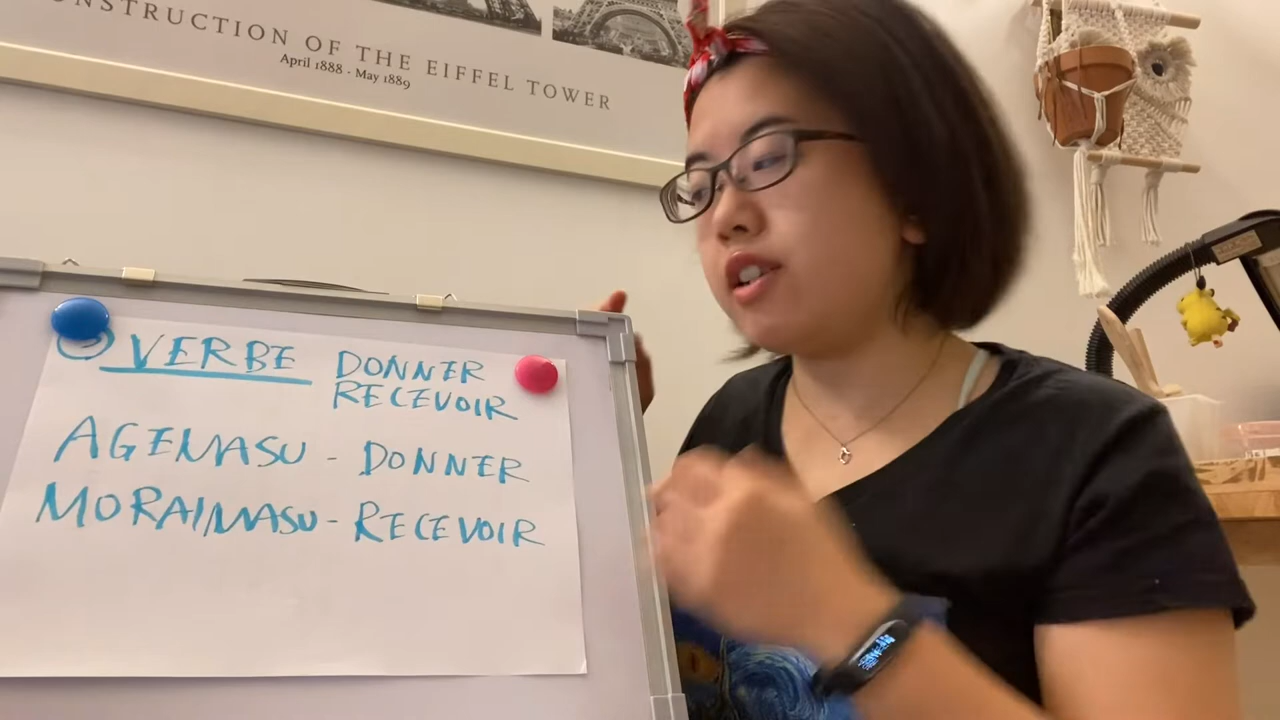 CONSTRUCTION OF THE EIFFEL TOWER
April 1888 - May 1889
VERBE DONNER
RECEVOIR
AGEMASU - DONNER
MORAIMASU - RECEVOIR